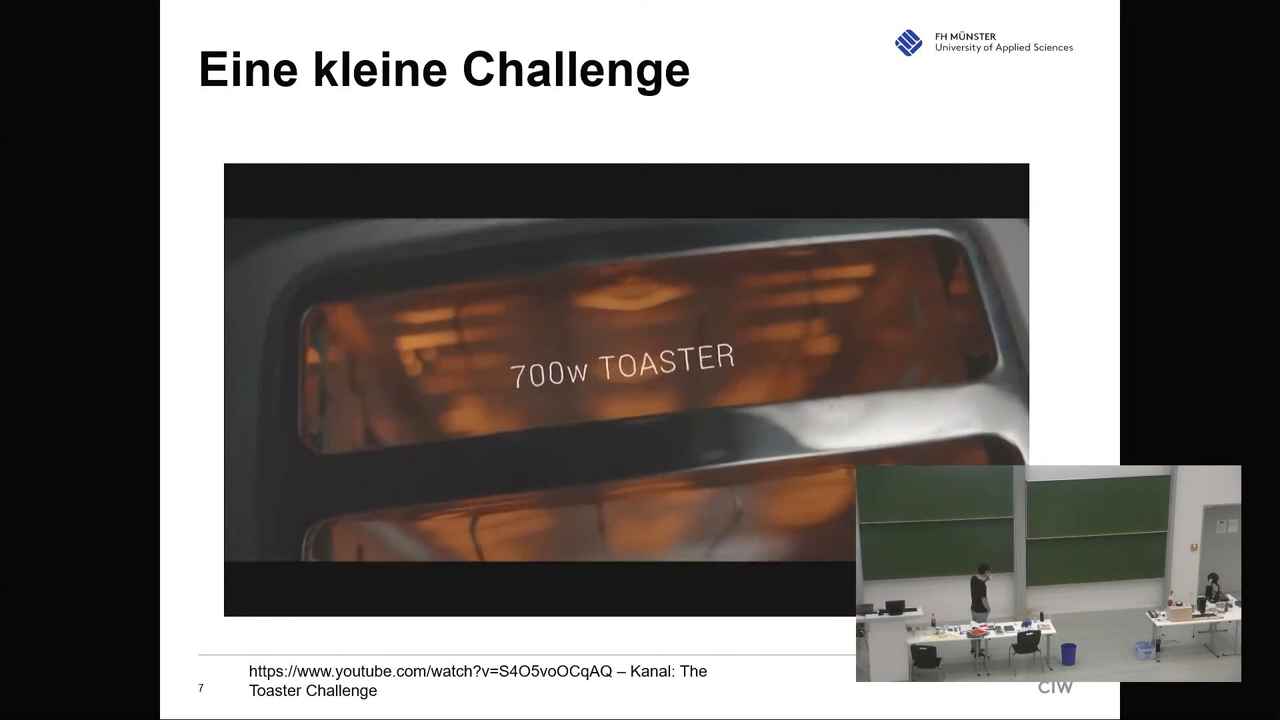 Eine kleine Challenge
FH MÜNSTER
University of Applied Sciences
700w TOASTER
https://www.youtube.com/watch?v=S4O5voOCqAQ – Kanal: The
Toaster Challenge
7
CIW